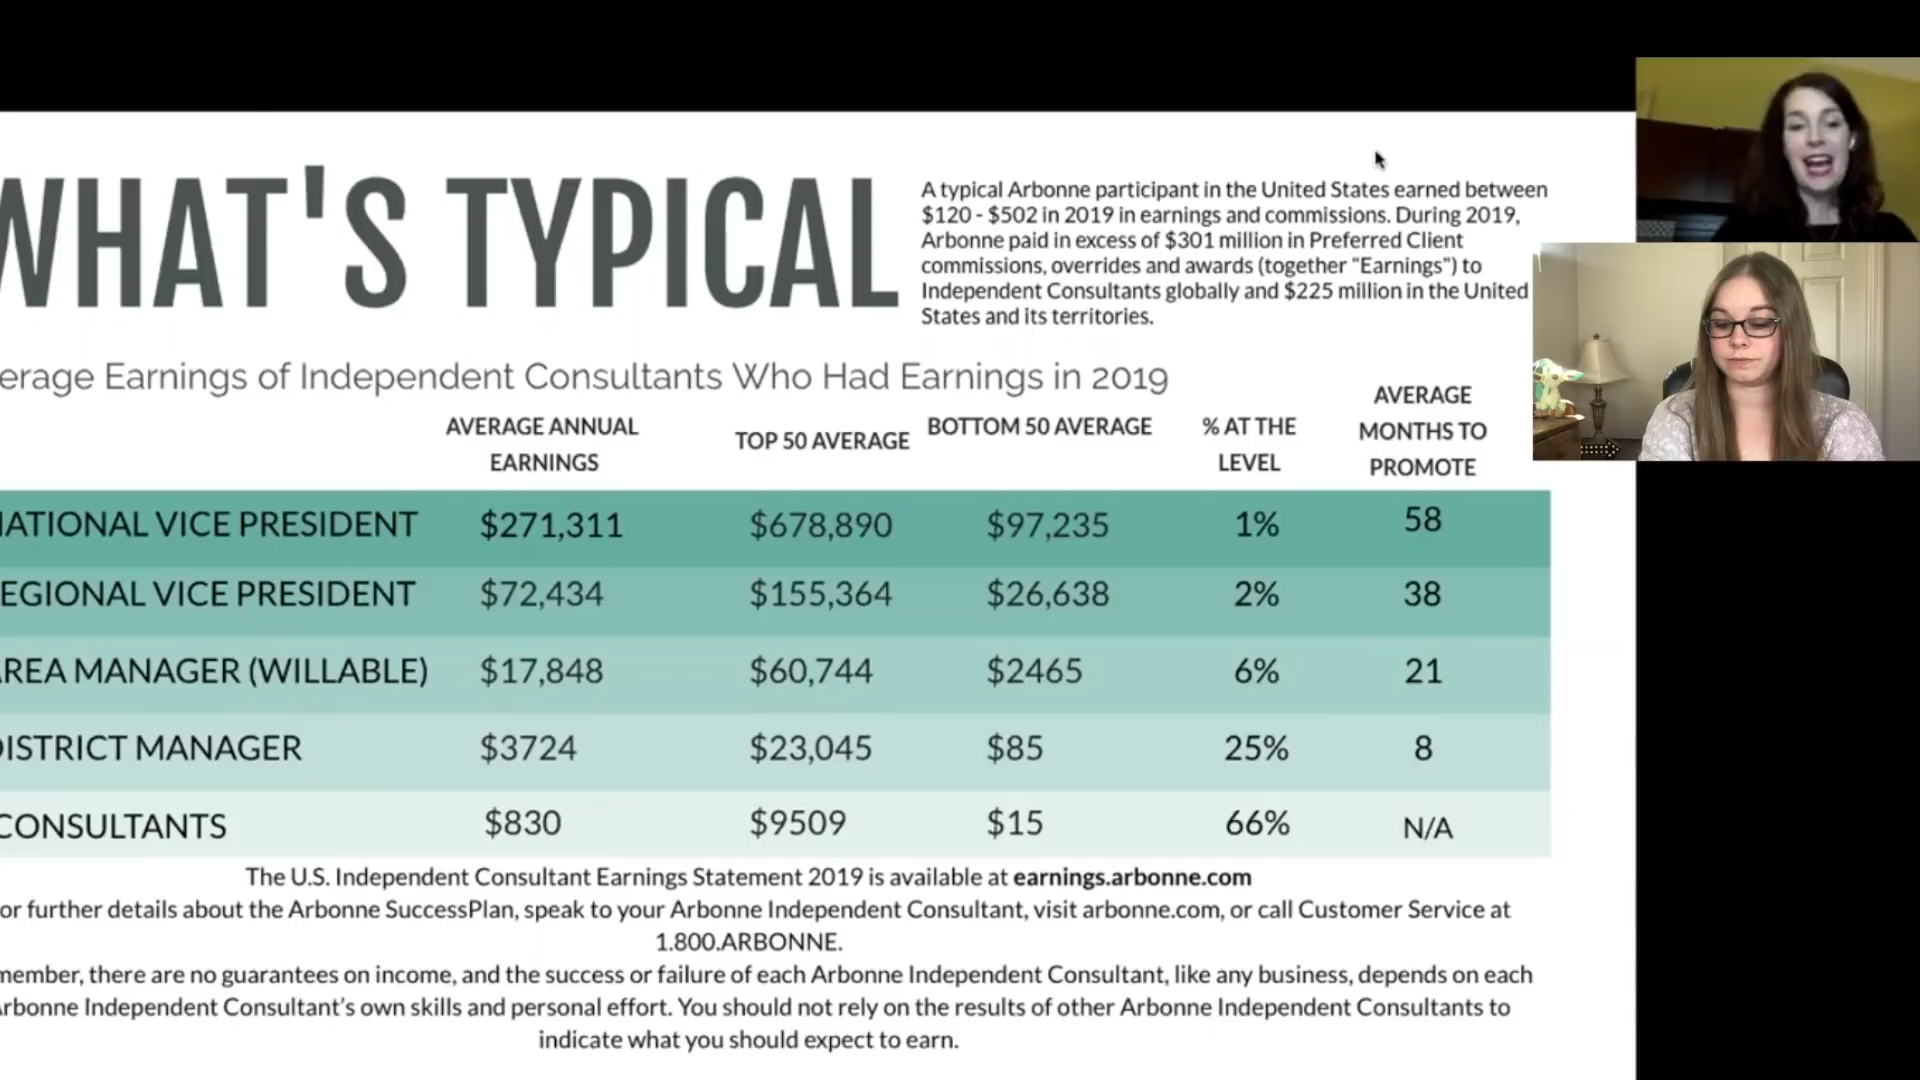 WHAT'S TYPICAL
A typical Arbonne participant in the United States earned between
$120 - $502 in 2019 in earnings and commissions. During 2019,
Arbonne paid in excess of $301 million in Preferred Client
commissions, overrides and awards (together "Earnings") to
Independent Consultants globally and $225 million in the United
States and its territories.
erage Earnings of Independent Consultants Who Had Earnings in 2019
AVERAGE ANNUAL
EARNINGS
TOP 50 AVERAGE
BOTTOM 50 AVERAGE
% AT THE
LEVEL
AVERAGE
MONTHS TO
PROMOTE
NATIONAL VICE PRESIDENT $271,311 $678,890 $97,235 1% 58
EGIONAL VICE PRESIDENT $72,434 $155,364 $26,638 2% 38
AREA MANAGER (WILLABLE) $17,848 $60,744 $2465 6% 21
DISTRICT MANAGER $3724 $23,045 $85 25% 8
CONSULTANTS $830 $9509 $15 66% N/A
The U.S. Independent Consultant Earnings Statement 2019 is available at earnings.arbonne.com
or further details about the Arbonne SuccessPlan, speak to your Arbonne Independent Consultant, visit arbonne.com, or call Customer Service at
1.800.ARBONNE.
member, there are no guarantees on income, and the success or failure of each Arbonne Independent Consultant, like any business, depends on each
Arbonne Independent Consultant's own skills and personal effort. You should not rely on the results of other Arbonne Independent Consultants to
indicate what you should expect to earn.